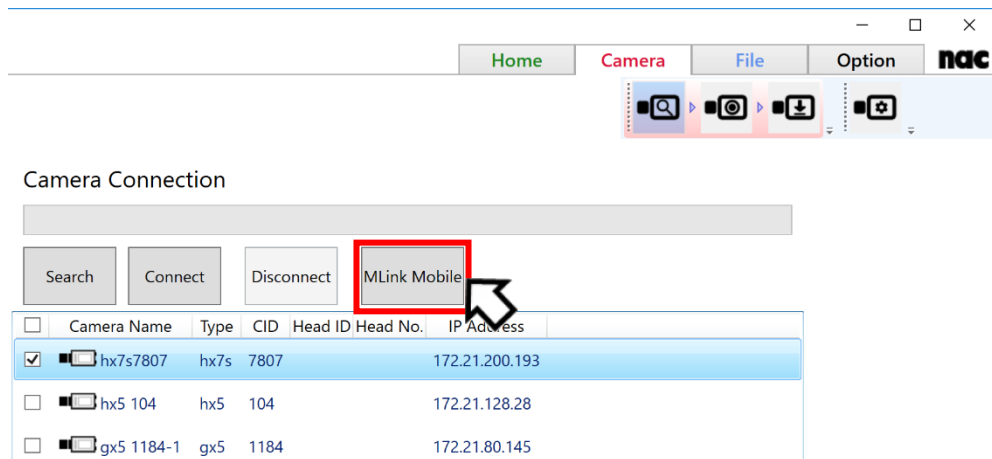 Home Camera File Option nac
Camera Connection
Search Connect Disconnect MLink Mobile
Camera Name Type CID Head ID Head No. IP Address
hx7s7807 hx7s 7807 172.21.200.193
hx5 104 hx5 104 172.21.128.28
gx5 1184-1 gx5 1184 172.21.80.145